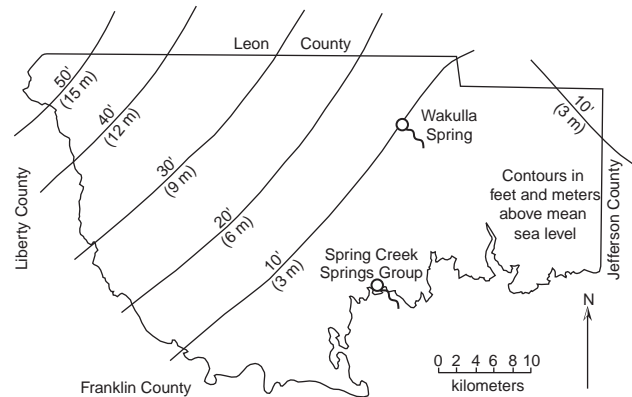 Leon County
50'
(15 m)
40'
(12 m)
10'
(3 m)
Wakulla
Spring
30'
(9 m)
Contours in
feet and meters
above mean
sea level
Liberty County
Jefferson County
20'
(6 m)
10'
(3 m)
Spring Creek
Springs Group
N
0 2 4 6 8 10
kilometers
Franklin County